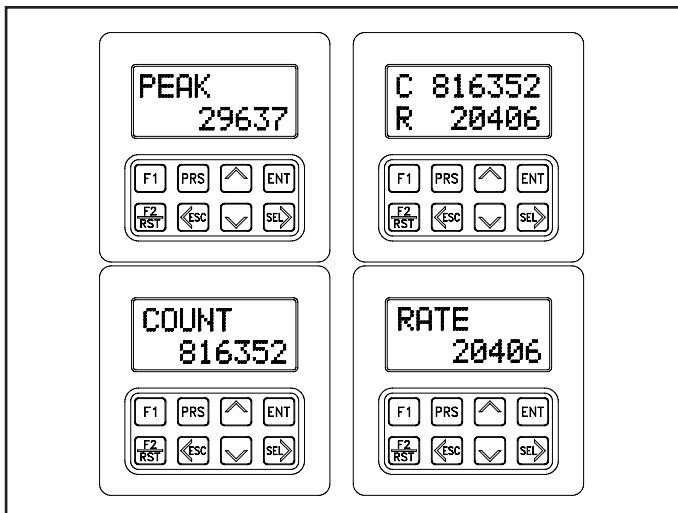 PEAK
29637
F1 PRS ENT
F2
RST ESC SEL
C 816352
R 20406
F1 PRS ENT
F2
RST ESC SEL
COUNT
816352
F1 PRS ENT
F2
RST ESC SEL
RATE
20406
F1 PRS ENT
F2
RST ESC SEL